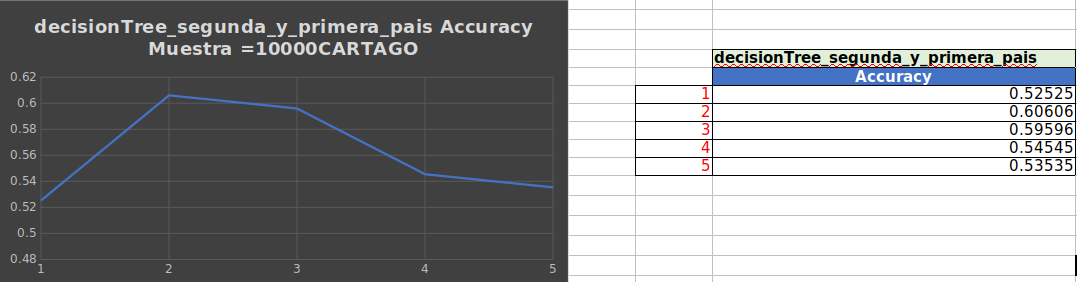 decisionTree_segunda_y_primera_pais Accuracy
Muestra =10000CARTAGO
0.62
0.6
0.58
0.56
0.54
0.52
0.5
0.48
1 2 3 4 5
decisionTree_segunda_y_primera_pais
Accuracy
1 0.52525
2 0.60606
3 0.59596
4 0.54545
5 0.53535